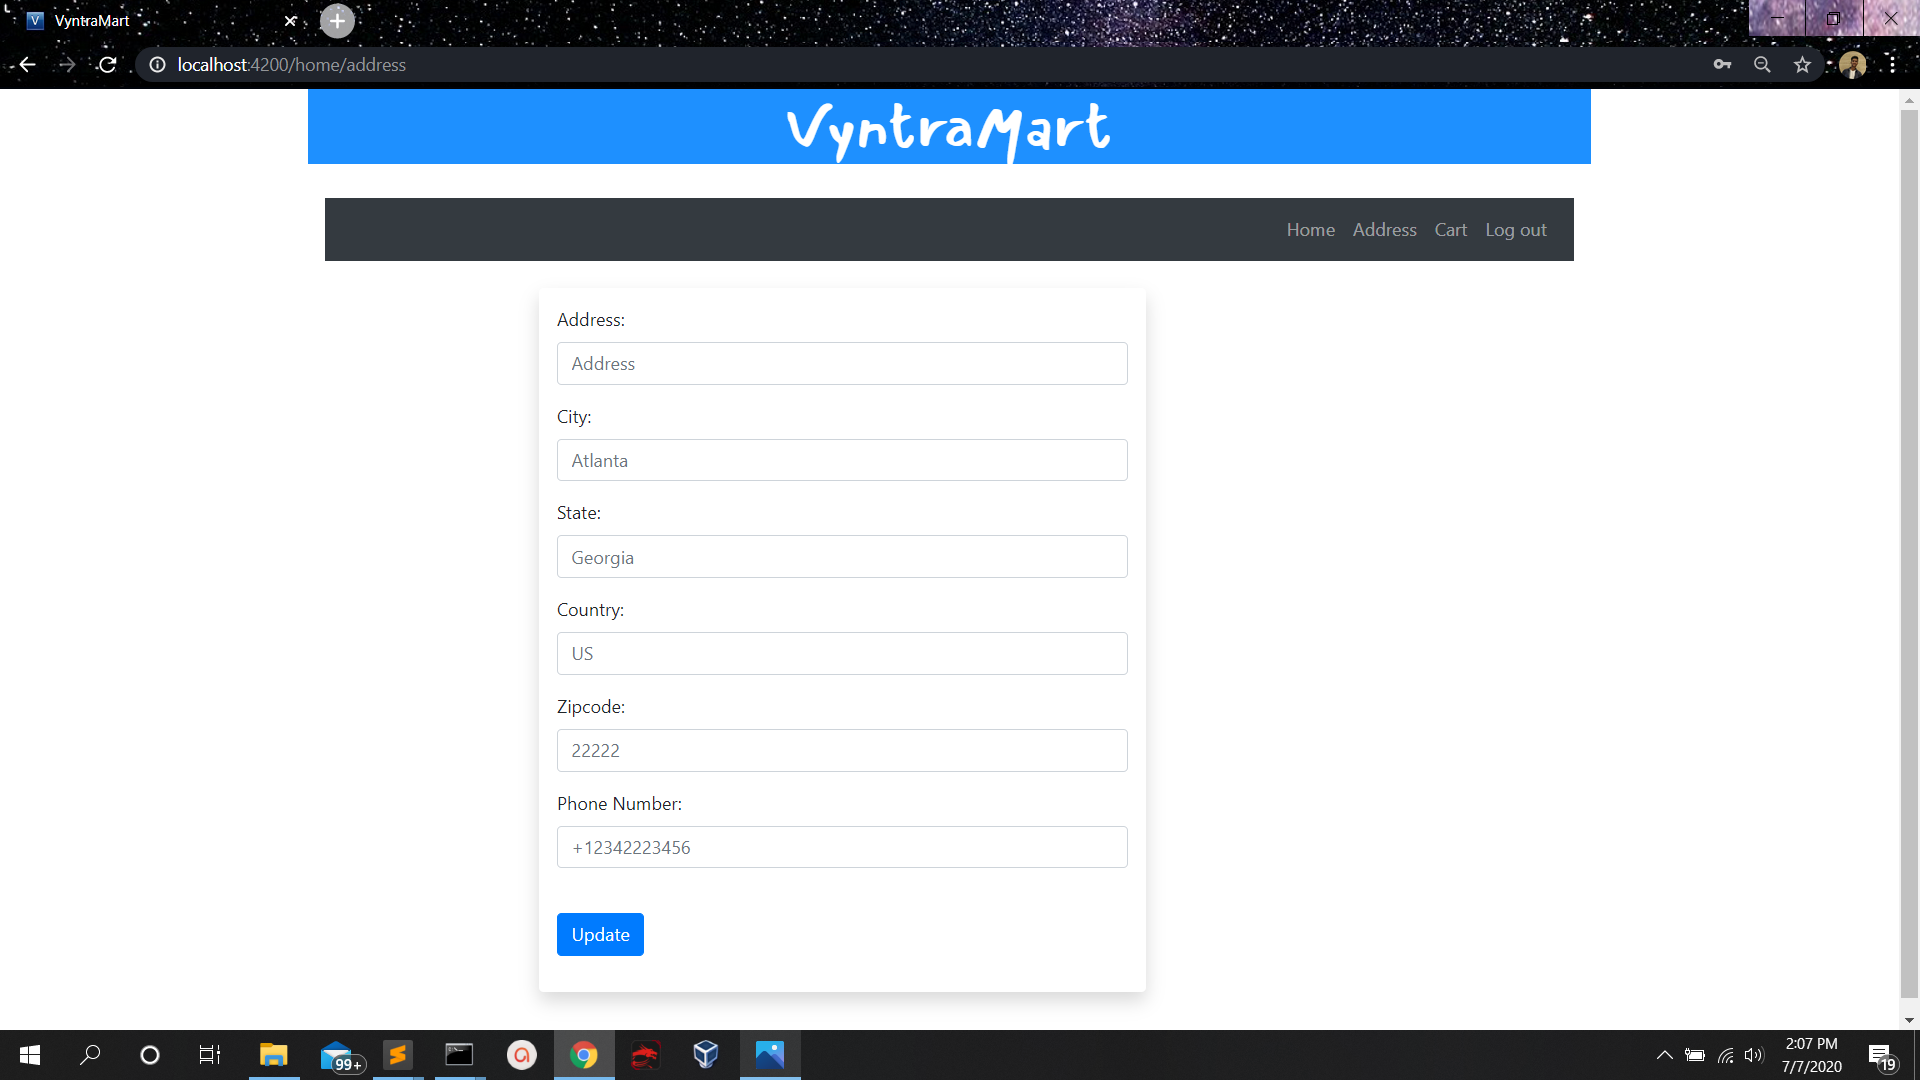 VyntraMart
localhost:4200/home/address
VyntraMart
Home Address Cart Log out
Address:
Address
City:
Atlanta
State:
Georgia
Country:
US
Zipcode:
22222
Phone Number:
+12342223456
Update
99+
2:07 PM
7/7/2020
19